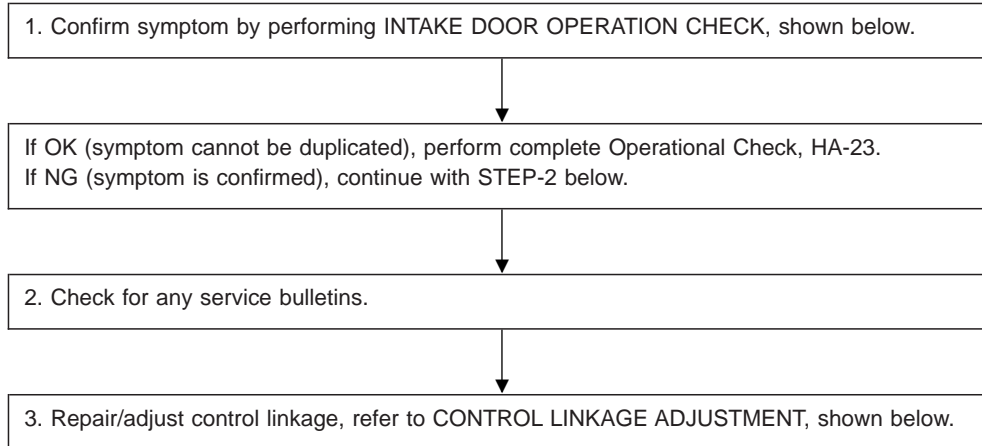 1. Confirm symptom by performing INTAKE DOOR OPERATION CHECK, shown below.
If OK (symptom cannot be duplicated), perform complete Operational Check, HA-23.
If NG (symptom is confirmed), continue with STEP-2 below.
2. Check for any service bulletins.
3. Repair/adjust control linkage, refer to CONTROL LINKAGE ADJUSTMENT, shown below.